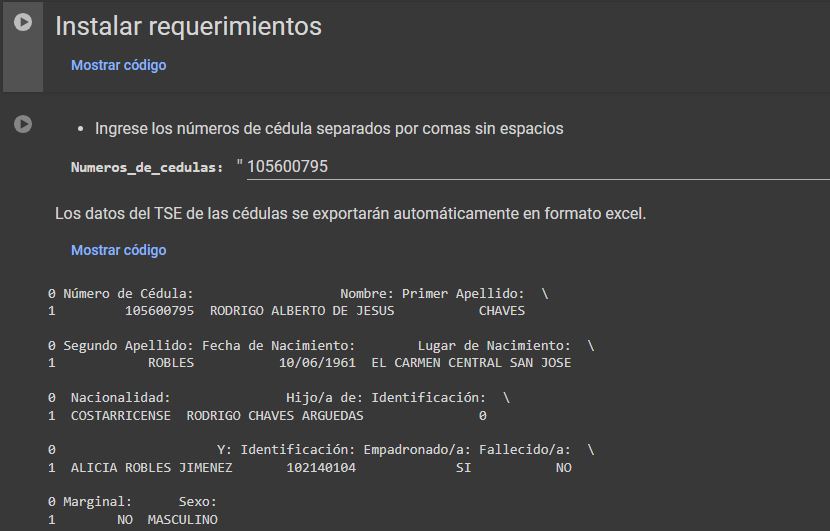 Instalar requerimientos
Mostrar código
• Ingrese los números de cédula separados por comas sin espacios
Numeros_de_cedulas: " 105600795
Los datos del TSE de las cédulas se exportarán automáticamente en formato excel.
Mostrar código
0 Número de Cédula: Nombre: Primer Apellido: \
1 105600795 RODRIGO ALBERTO DE JESUS CHAVES
0 Segundo Apellido: Fecha de Nacimiento: Lugar de Nacimiento: \
1 ROBLES 10/06/1961 EL CARMEN CENTRAL SAN JOSE
0 Nacionalidad: Hijo/a de: Identificación: \
1 COSTARRICENSE RODRIGO CHAVES ARGUEDAS 0
0 Y: Identificación: Empadronado/a: Fallecido/a: \
1 ALICIA ROBLES JIMENEZ 102140104 SI NO
0 Marginal: Sexo:
1 NO MASCULINO